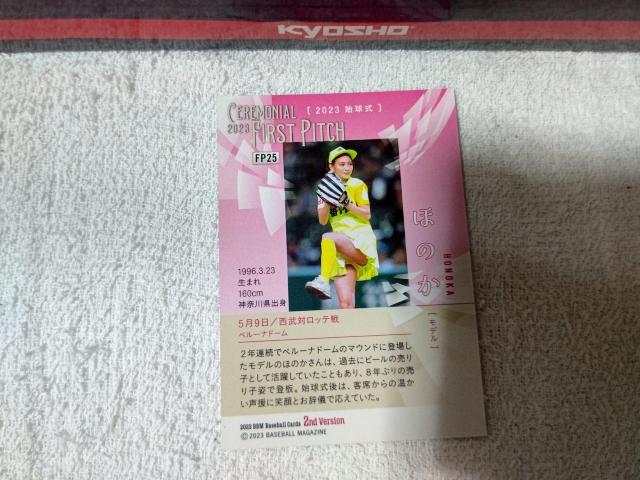 KYOSHO
CEREMONIAL
2023 FIRST PITCH
[ 2023 始球式 ]
FP25
ほのか
HONOKA
[モデル]
1996.3.23
生まれ
160cm
神奈川県出身
5月9日／西武対ロッテ戦
ベルーナドーム
2年連続でベルーナドームのマウンドに登場し
たモデルのほのかさんは、過去にビールの売り
子として活躍していたこともあり、8年ぶりの売
り子姿で登板。始球式後は、客席からの温か
い声援に笑顔とお辞儀で応えていた。
2023 BBM Baseball Cards 2nd Version
©2023 BASEBALL MAGAZINE